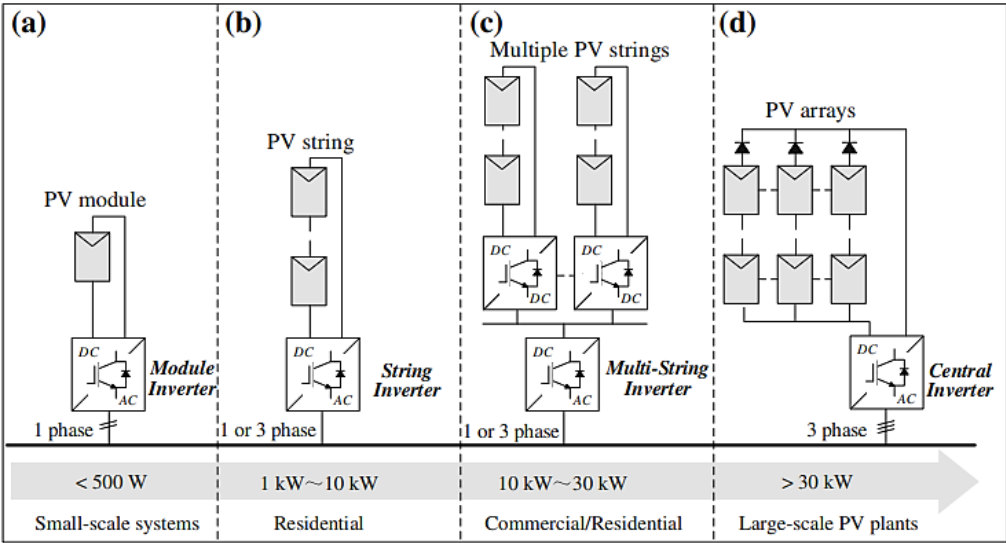 (a)
PV module
DC
AC
Module
Inverter
1 phase
< 500 W
Small-scale systems
(b)
PV string
DC
AC
String
Inverter
1 or 3 phase
1 kW～10 kW
Residential
(c)
Multiple PV strings
DC
DC
DC
DC
DC
AC
Multi-String
Inverter
1 or 3 phase
10 kW～30 kW
Commercial/Residential
(d)
PV arrays
DC
AC
Central
Inverter
3 phase
> 30 kW
Large-scale PV plants